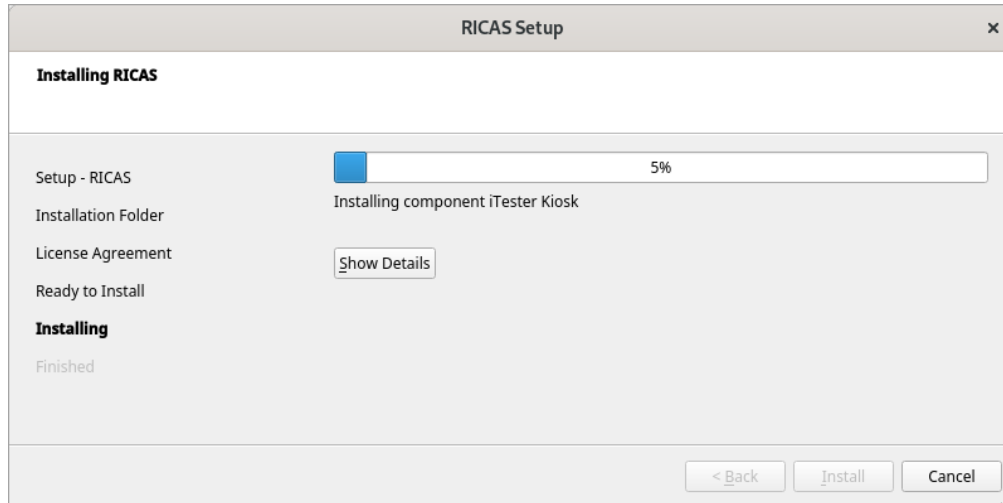 RICAS Setup
×
Installing RICAS
Setup - RICAS
Installation Folder
License Agreement
Ready to Install
Installing
Finished
5%
Installing component iTester Kiosk
Show Details
< Back
Install
Cancel